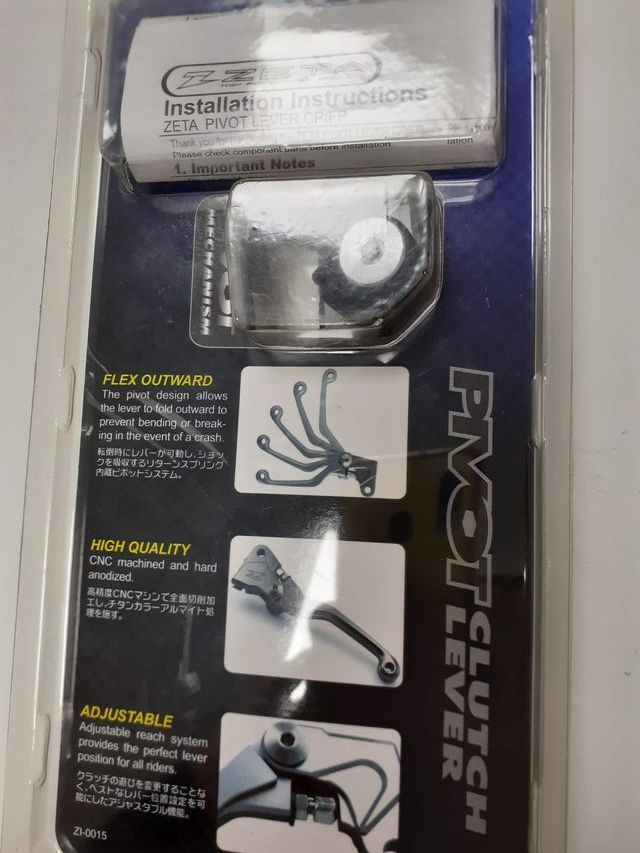 ZETA
Installation Instructions
ZETA PIVOT LEVER CP/FP
Please check component parts before installation.
1. Important Notes
MECHANISM
FLEX OUTWARD
The pivot design allows
the lever to fold outward to
prevent bending or break-
ing in the event of a crash.
転倒時にレバーが可動し､ショッ
クを吸収するリターンスプリング
内蔵ピボットシステム。
HIGH QUALITY
CNC machined and hard
anodized.
高精度CNCマシンで全面切削加
工し､チタンカラーアルマイト処
理を施す。
ADJUSTABLE
Adjustable reach system
provides the perfect lever
position for all riders.
クラッチの遊びを変更することな
く､ベストなレバー位置設定を可
能にしたアジャスタブル機能。
ZI-0015
PIVOT CLUTCH
LEVER